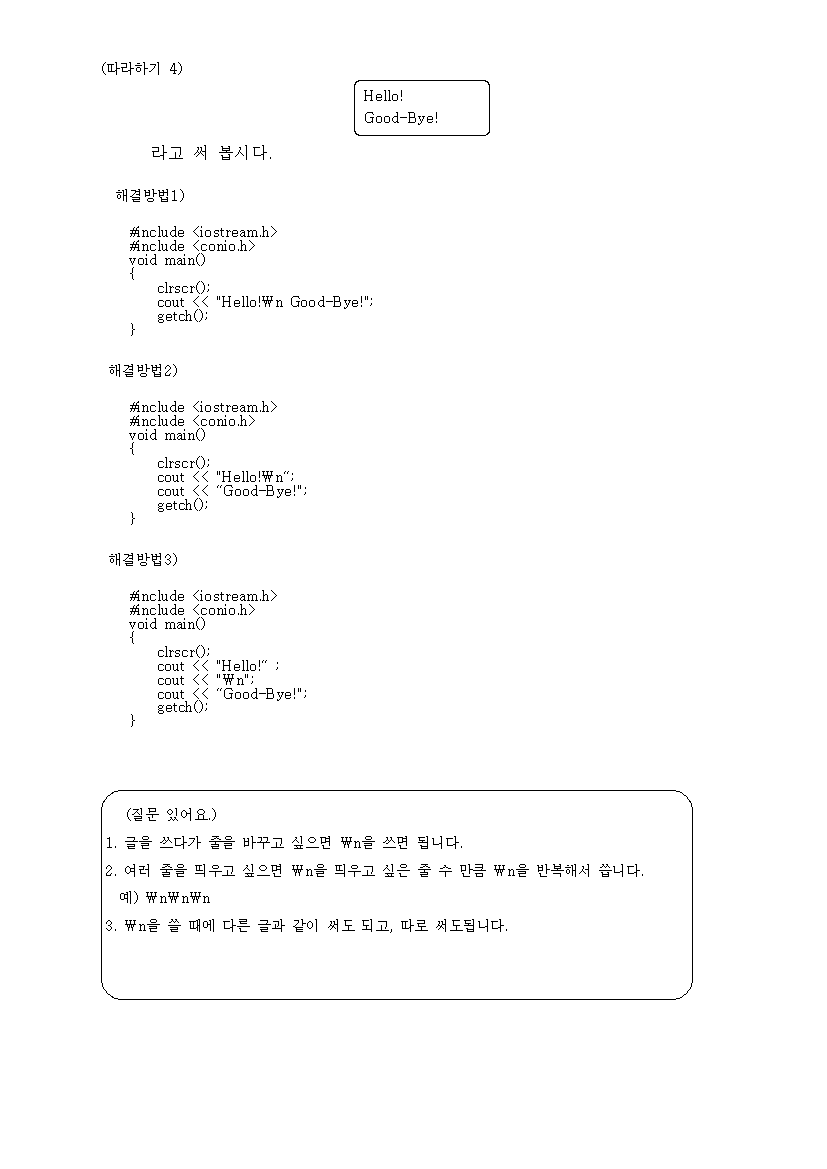 (따라하기 4)
Hello!
Good-Bye!
라고 써 봅시다.
해결방법1)
#include <iostream.h>
#include <conio.h>
void main()
{
clrscr();
cout << "Hello!₩n Good-Bye!";
getch();
}
해결방법2)
#include <iostream.h>
#include <conio.h>
void main()
{
clrscr();
cout << "Hello!₩n“;
cout << “Good-Bye!";
getch();
}
해결방법3)
#include <iostream.h>
#include <conio.h>
void main()
{
clrscr();
cout << "Hello!“ ;
cout << "₩n";
cout << “Good-Bye!";
getch();
}
(질문 있어요.)
1. 글을 쓰다가 줄을 바꾸고 싶으면 ₩n을 쓰면 됩니다.
2. 여러 줄을 띄우고 싶으면 ₩n을 띄우고 싶은 줄 수 만큼 ₩n을 반복해서 씁니다.
예) ₩n₩n₩n
3. ₩n을 쓸 때에 다른 글과 같이 써도 되고, 따로 써도됩니다.